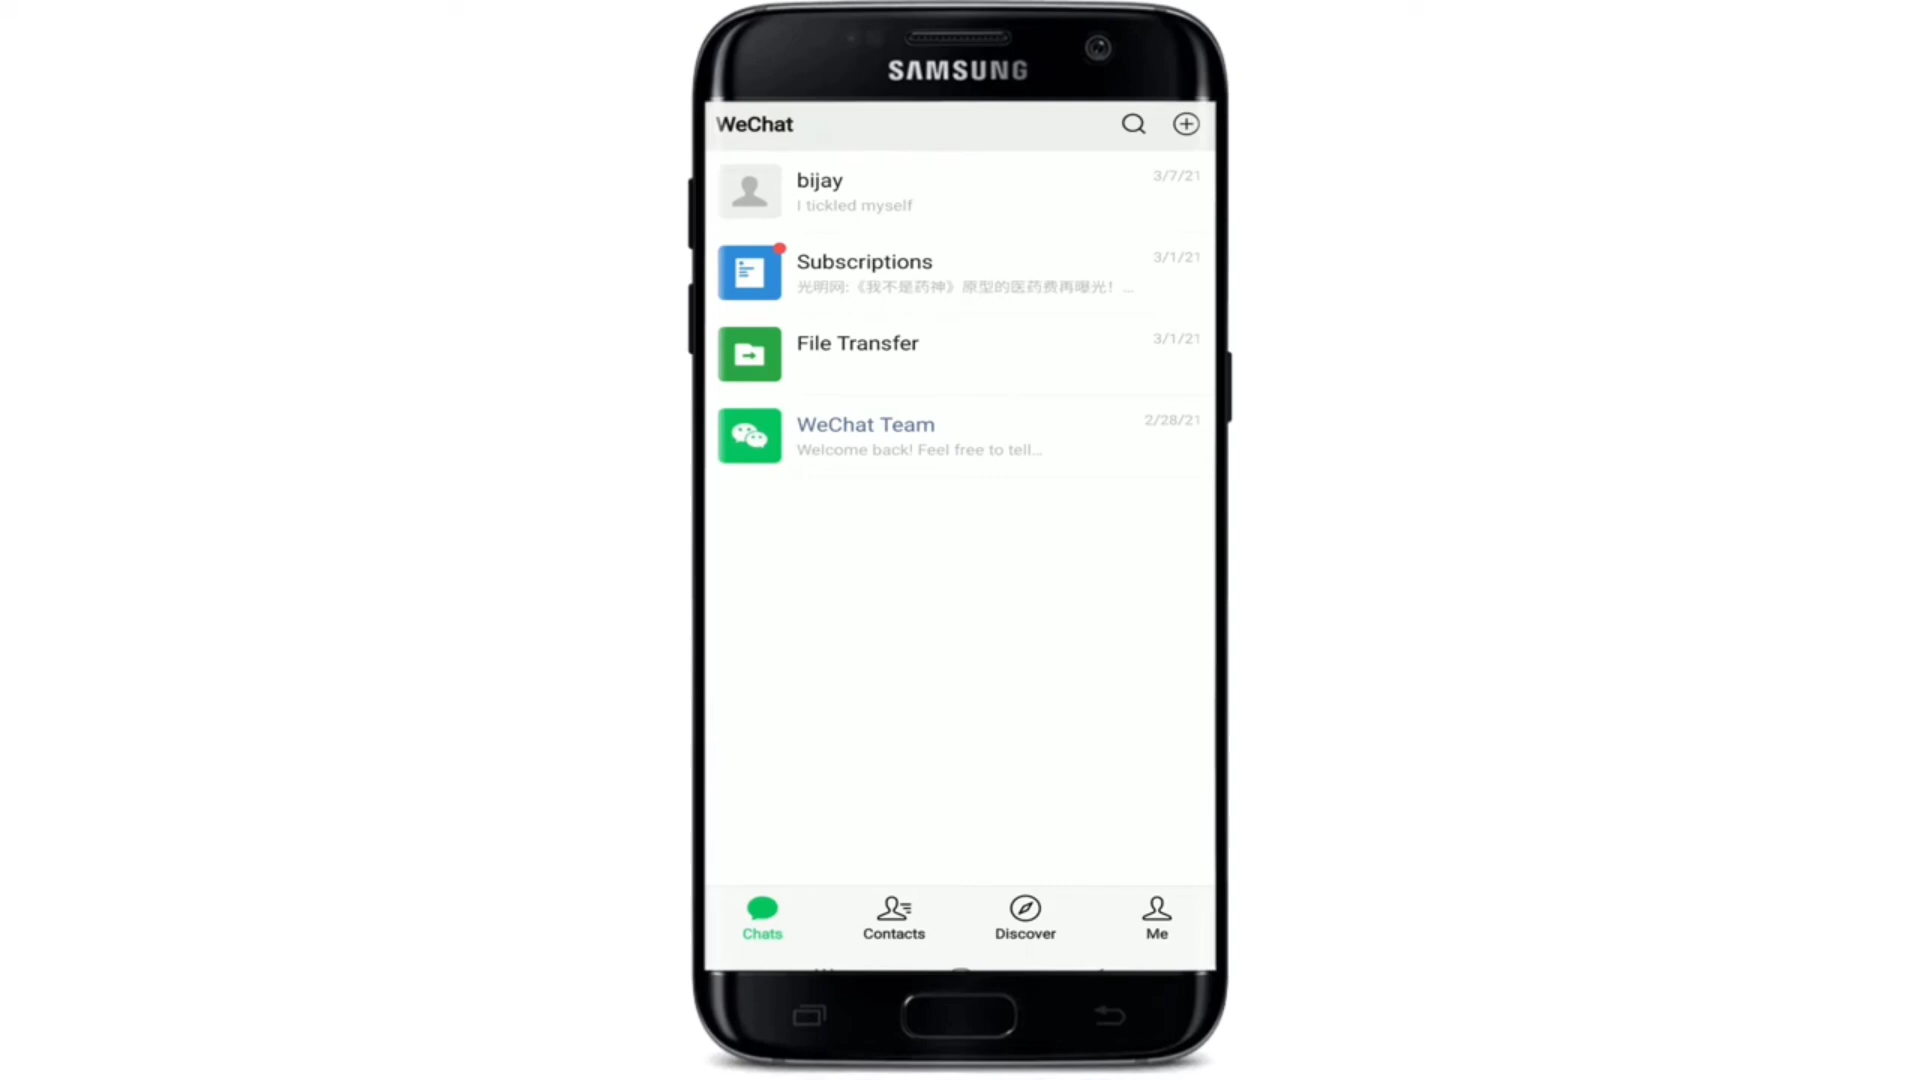 SAMSUNG
WeChat
bijay
3/7/21
I tickled myself
Subscriptions
3/1/21
光明网:《我不是药神》原型的医药费再曝光！...
File Transfer
3/1/21
WeChat Team
2/28/21
Welcome back! Feel free to tell...
Chats
Contacts
Discover
Me